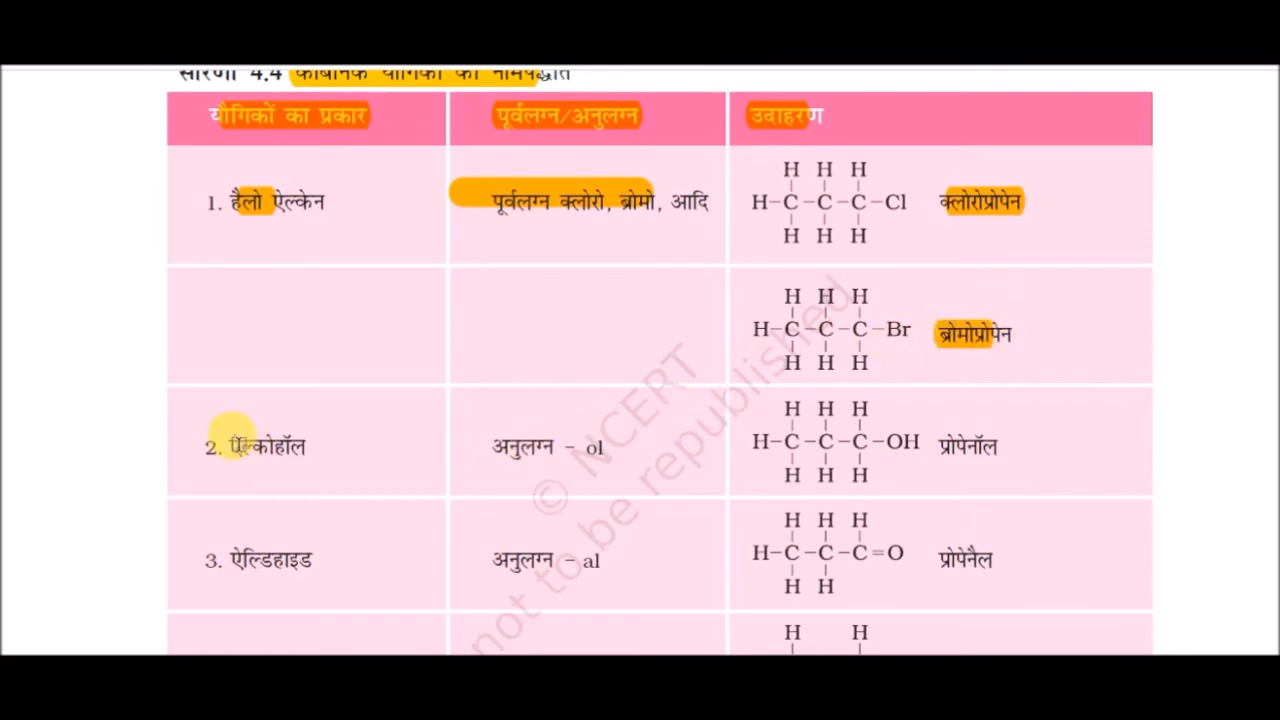 सारणी 4.4 कार्बनिक यौगिकों की नामपद्धति
यौगिकों का प्रकार पूर्वलग्न/अनुलग्न उदाहरण
H H H
1. हैलो ऐल्केन पूर्वलग्न क्लोरो, ब्रोमो, आदि H–C–C–C–Cl क्लोरोप्रोपेन
H H H
H H H
H–C–C–C–Br ब्रोमोप्रोपेन
H H H
H H H
2. ऐल्कोहॉल अनुलग्न – ol H–C–C–C–OH प्रोपेनॉल
H H H
H H H
3. ऐल्डिहाइड अनुलग्न – al H–C–C–C=O प्रोपेनैल
H H
H H
© NCERT
not to be republished